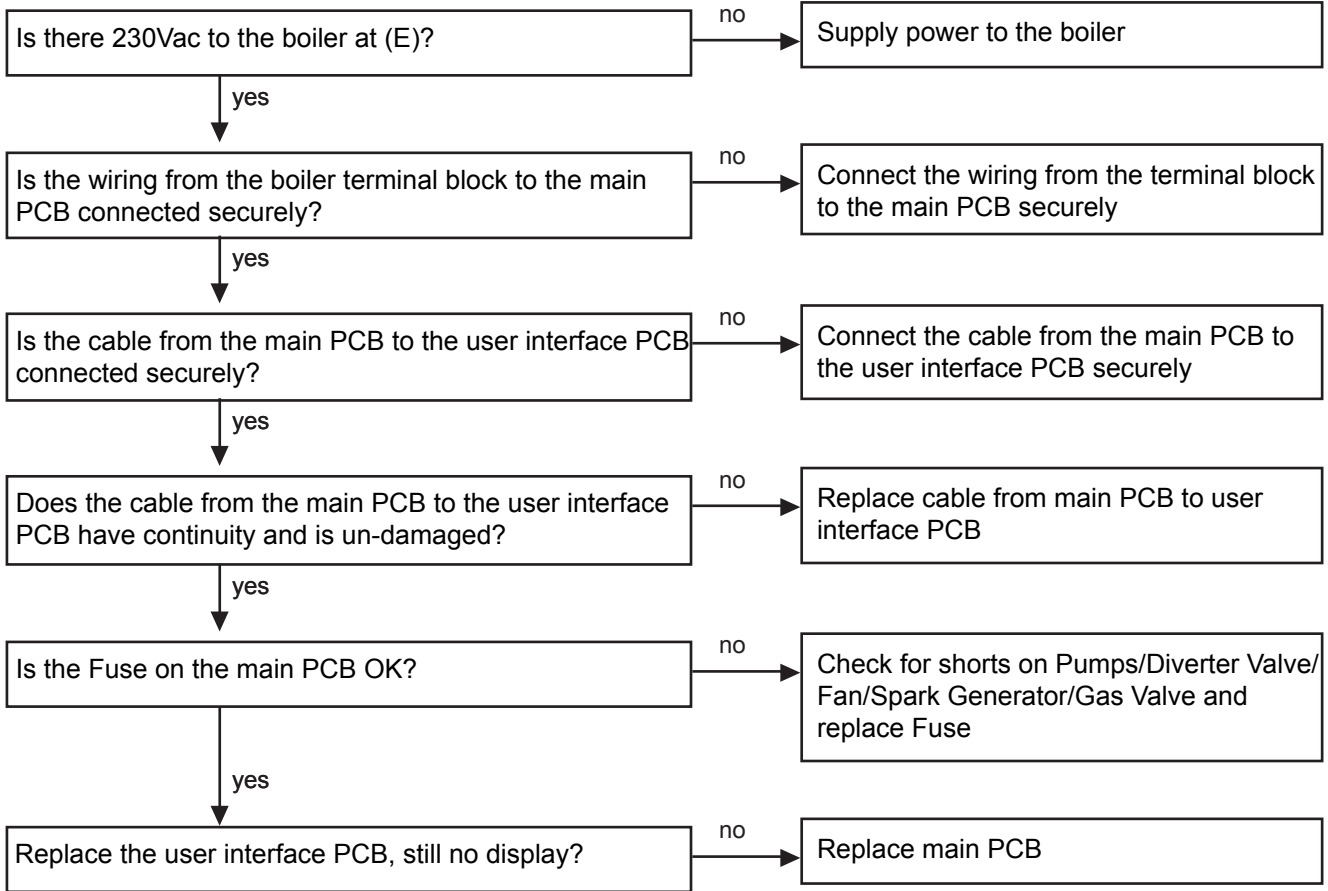 Is there 230Vac to the boiler at (E)?
no
Supply power to the boiler
yes
Is the wiring from the boiler terminal block to the main
PCB connected securely?
no
Connect the wiring from the terminal block
to the main PCB securely
yes
Is the cable from the main PCB to the user interface PCB
connected securely?
no
Connect the cable from the main PCB to
the user interface PCB securely
yes
Does the cable from the main PCB to the user interface
PCB have continuity and is un-damaged?
no
Replace cable from main PCB to user
interface PCB
yes
Is the Fuse on the main PCB OK?
no
Check for shorts on Pumps/Diverter Valve/
Fan/Spark Generator/Gas Valve and
replace Fuse
yes
Replace the user interface PCB, still no display?
no
Replace main PCB